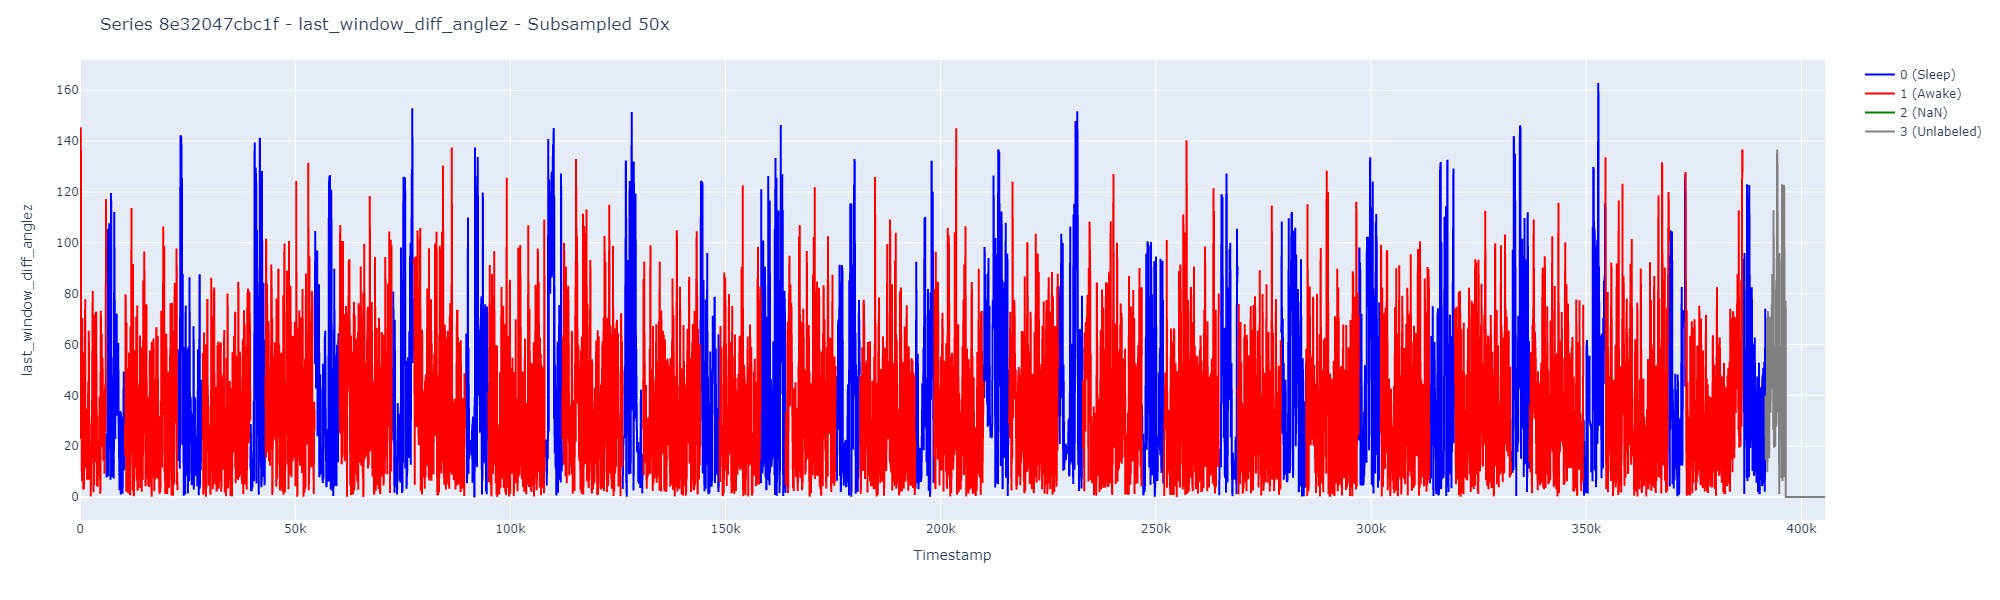 Series 8e32047cbc1f - last_window_diff_anglez - Subsampled 50x
0 (Sleep)
1 (Awake)
2 (NaN)
3 (Unlabeled)
last_window_diff_anglez
160
140
120
100
80
60
40
20
0
0 50k 100k 150k 200k 250k 300k 350k 400k
Timestamp